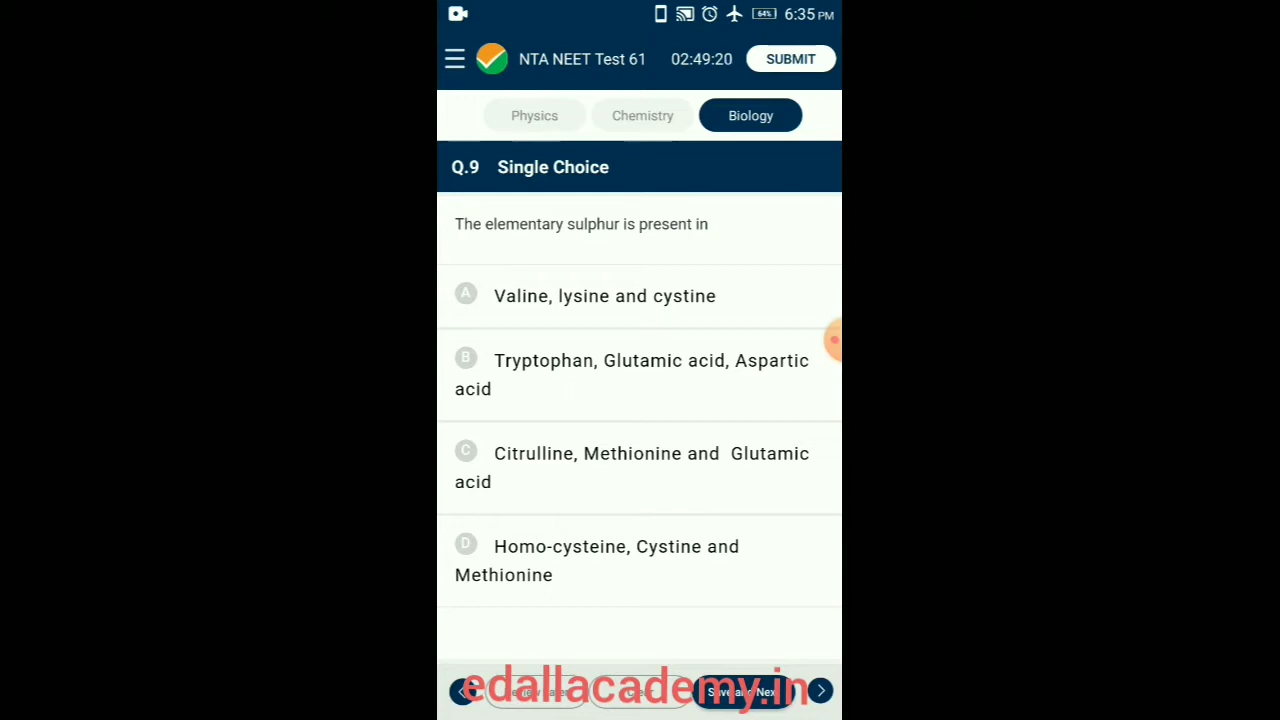 64% 6:35 PM
NTA NEET Test 61 02:49:20 SUBMIT
Physics Chemistry Biology
Q.9 Single Choice
The elementary sulphur is present in
A Valine, lysine and cystine
B Tryptophan, Glutamic acid, Aspartic
acid
C Citrulline, Methionine and Glutamic
acid
D Homo-cysteine, Cystine and
Methionine
edallacademy.in